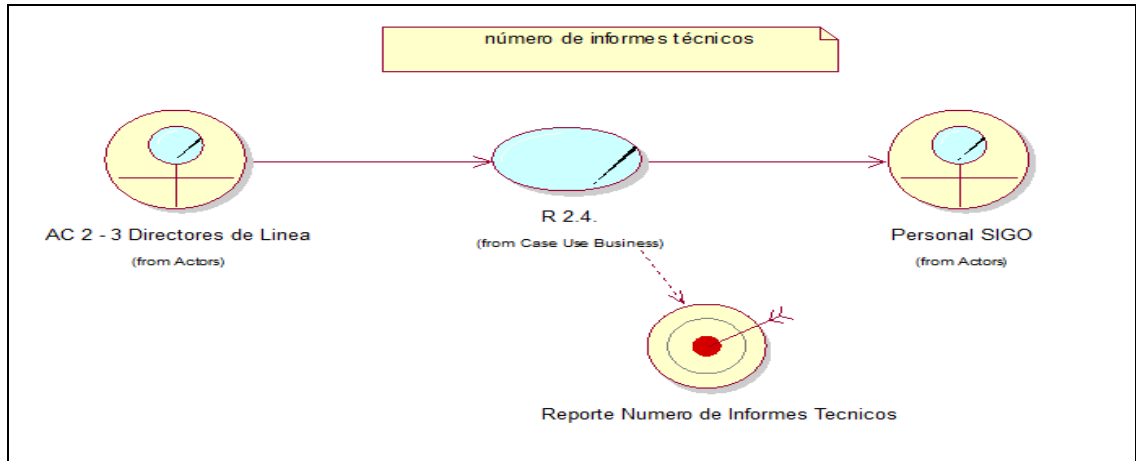 número de informes técnicos
AC 2 - 3 Directores de Linea
(from Actors)
R 2.4.
(from Case Use Business)
Personal SIGO
(from Actors)
Reporte Numero de Informes Tecnicos